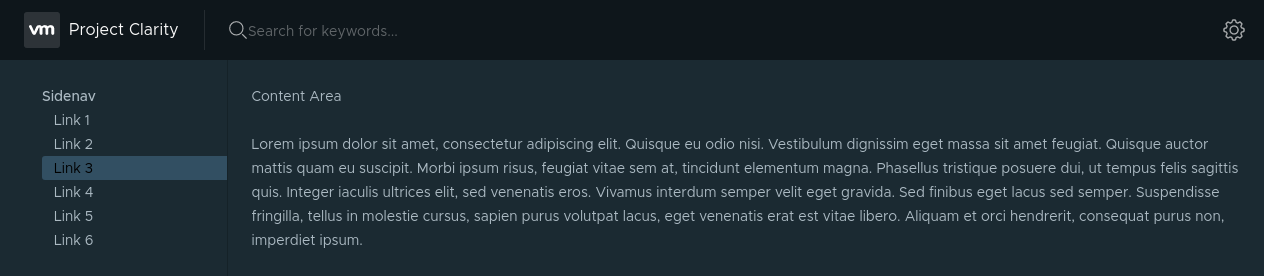 vm Project Clarity Search for keywords...
Sidenav
Link 1
Link 2
Link 3
Link 4
Link 5
Link 6
Content Area
Lorem ipsum dolor sit amet, consectetur adipiscing elit. Quisque eu odio nisi. Vestibulum dignissim eget massa sit amet feugiat. Quisque auctor
mattis quam eu suscipit. Morbi ipsum risus, feugiat vitae sem at, tincidunt elementum magna. Phasellus tristique posuere dui, ut tempus felis sagittis
quis. Integer iaculis ultrices elit, sed venenatis eros. Vivamus interdum semper velit eget gravida. Sed finibus eget lacus sed semper. Suspendisse
fringilla, tellus in molestie cursus, sapien purus volutpat lacus, eget venenatis erat est vitae libero. Aliquam et orci hendrerit, consequat purus non,
imperdiet ipsum.